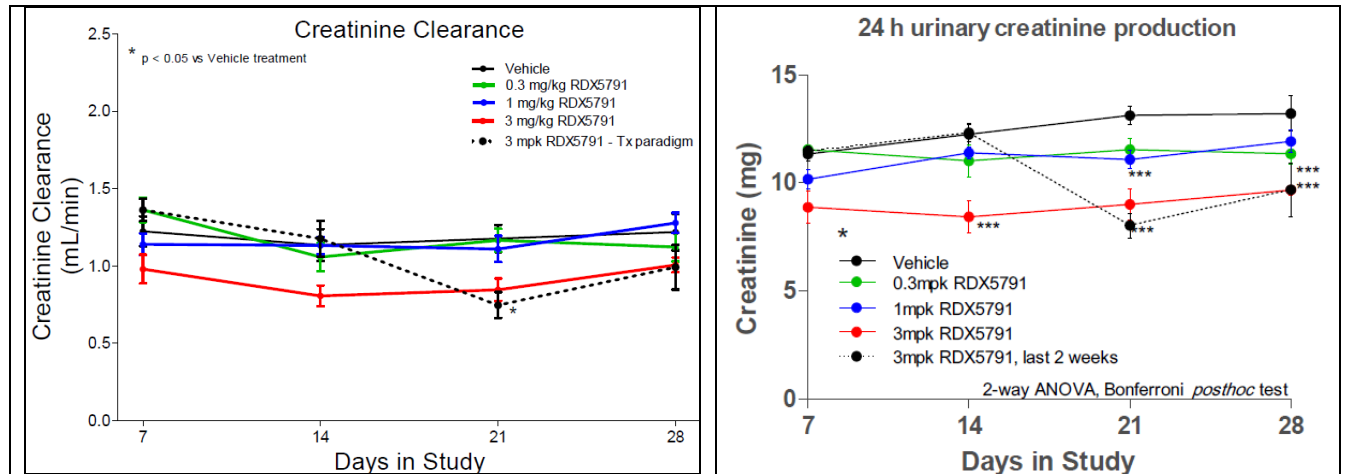 Creatinine Clearance
* p < 0.05 vs Vehicle treatment
Vehicle
0.3 mg/kg RDX5791
1 mg/kg RDX5791
3 mg/kg RDX5791
3 mpk RDX5791 - Tx paradigm
Creatinine Clearance
(mL/min)
2.5
2.0
1.5
1.0
0.5
0.0
*
7 14 21 28
Days in Study
24 h urinary creatinine production
Creatinine (mg)
15
10
5
0
***
***
***
***
***
*
Vehicle
0.3mpk RDX5791
1mpk RDX5791
3mpk RDX5791
3mpk RDX5791, last 2 weeks
2-way ANOVA, Bonferroni posthoc test
7 14 21 28
Days in Study